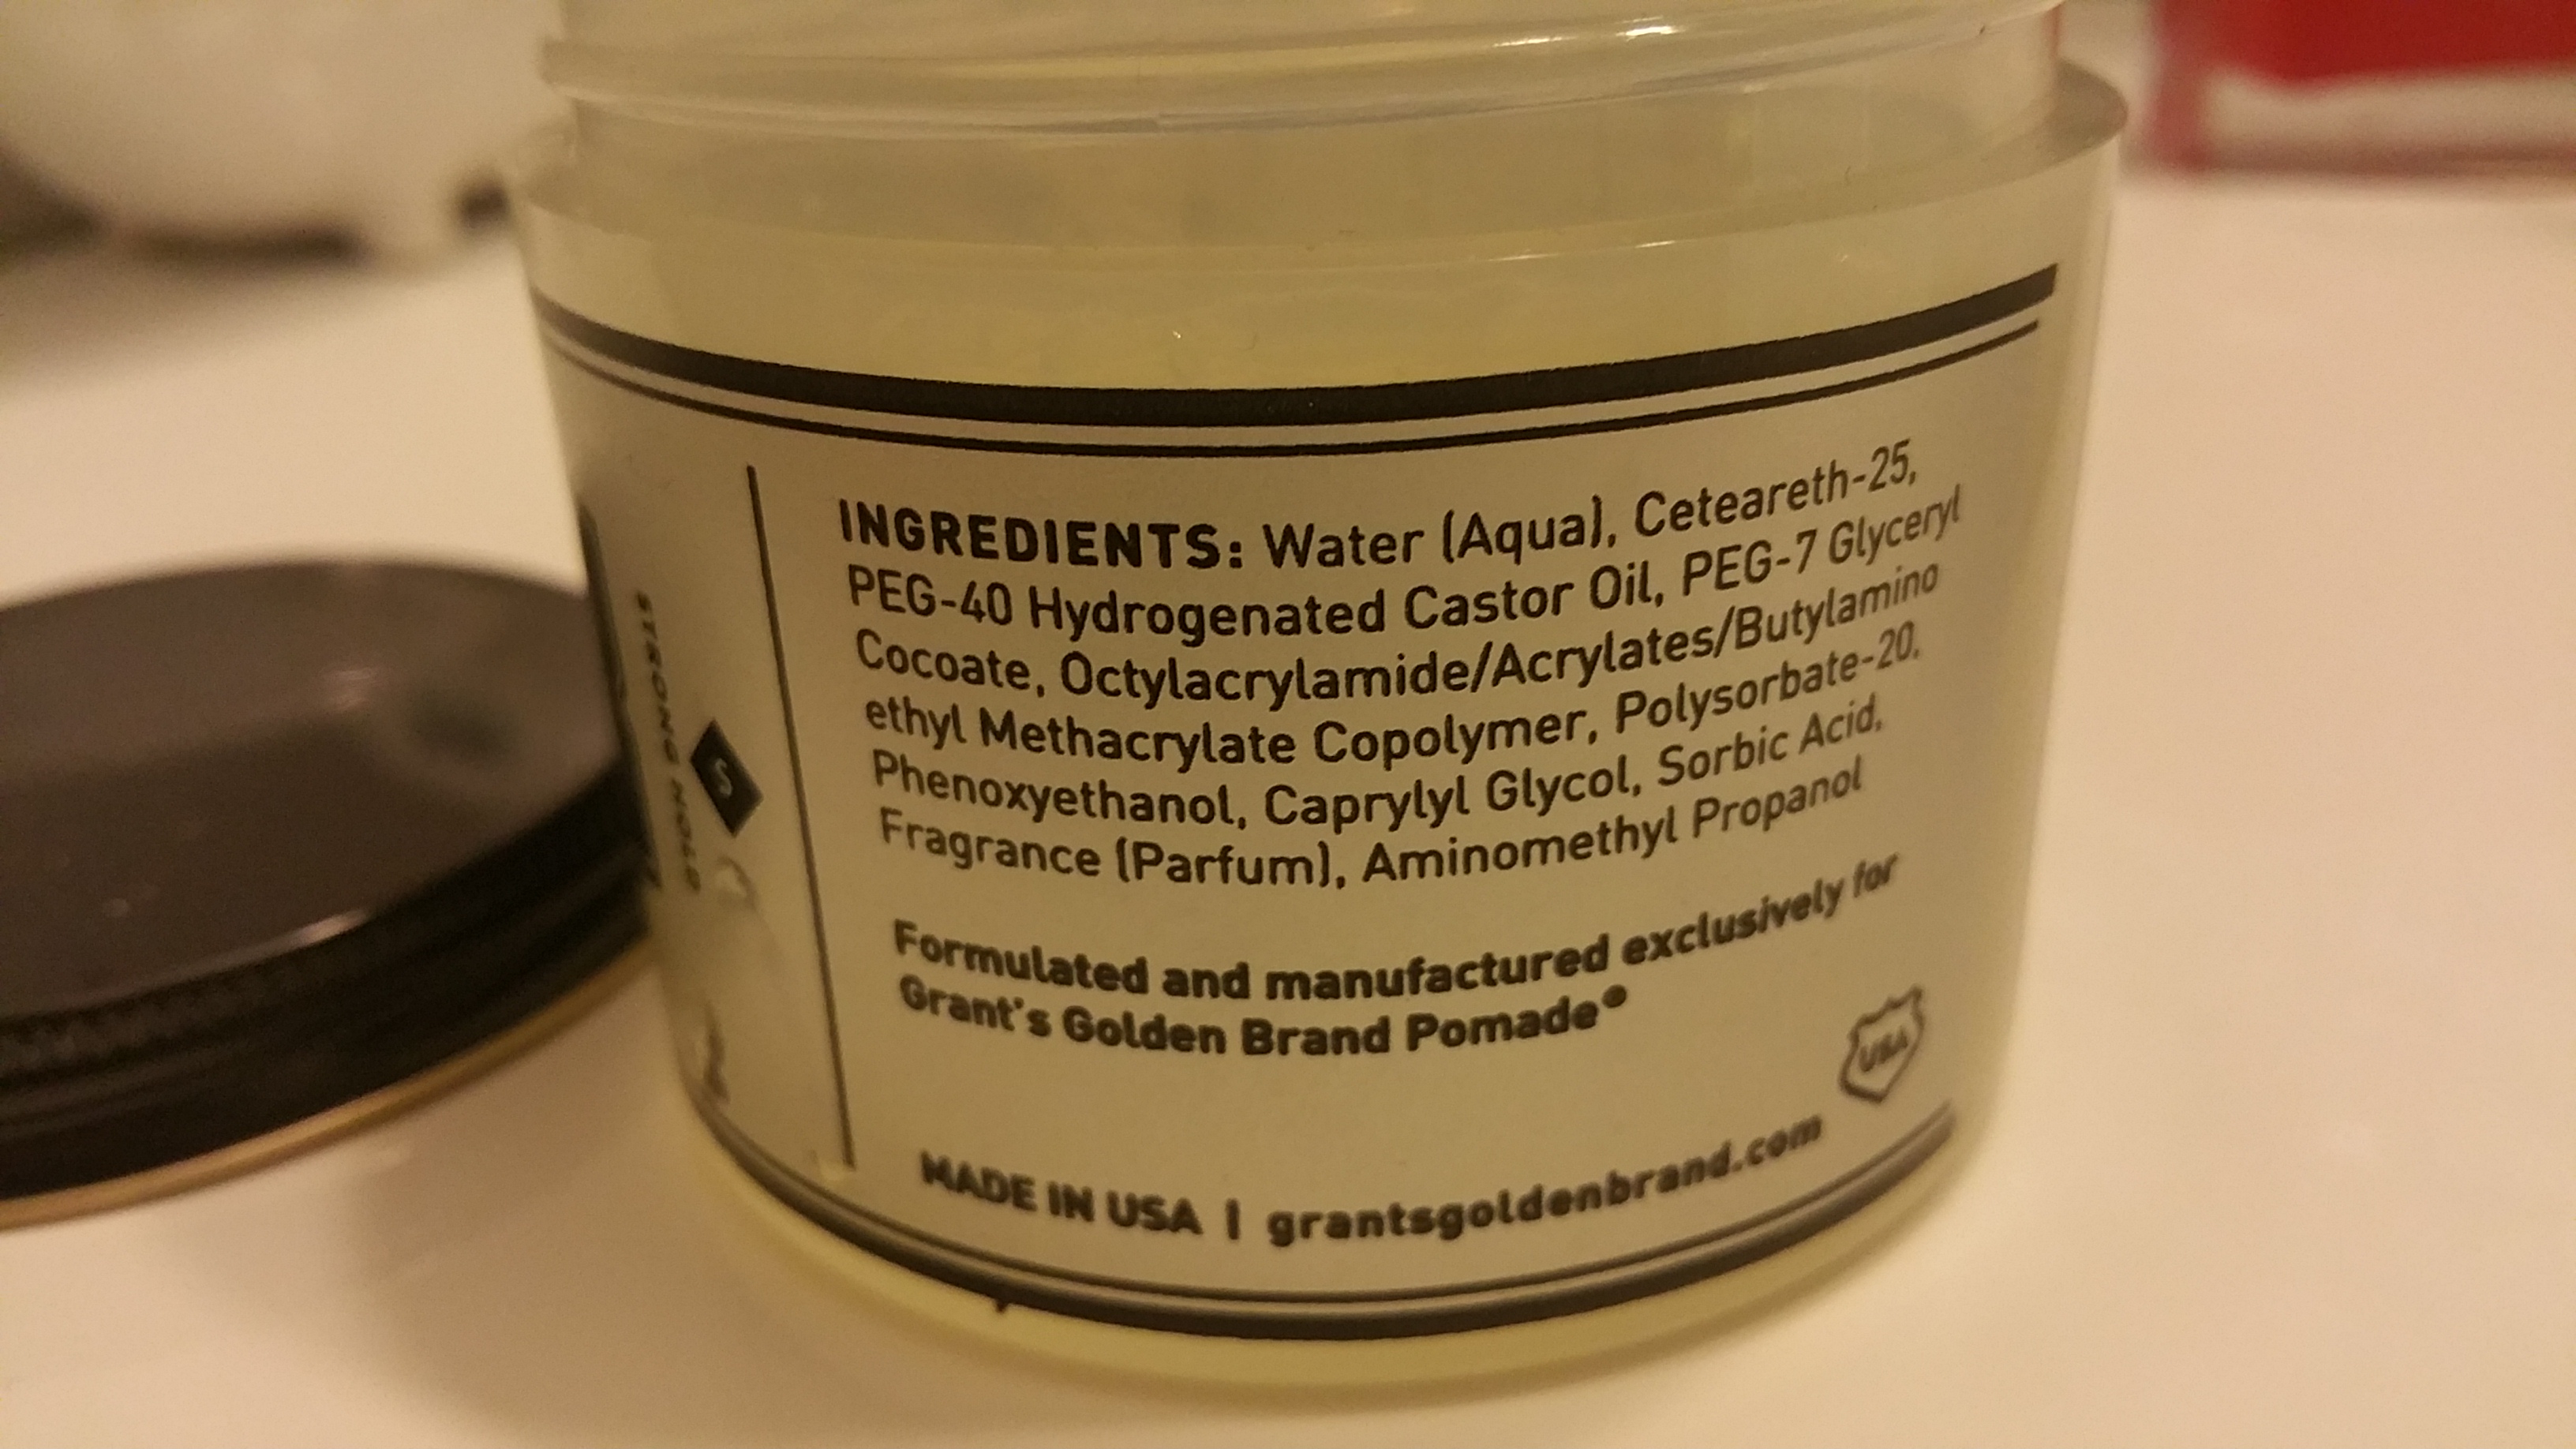 STRONG HOLD
S
INGREDIENTS: Water (Aqua), Ceteareth-25,
PEG-40 Hydrogenated Castor Oil, PEG-7 Glyceryl
Cocoate, Octylacrylamide/Acrylates/Butylamino
ethyl Methacrylate Copolymer, Polysorbate-20,
Phenoxyethanol, Caprylyl Glycol, Sorbic Acid,
Fragrance (Parfum), Aminomethyl Propanol
Formulated and manufactured exclusively for
Grant's Golden Brand Pomade®
USA
MADE IN USA | grantsgoldenbrand.com